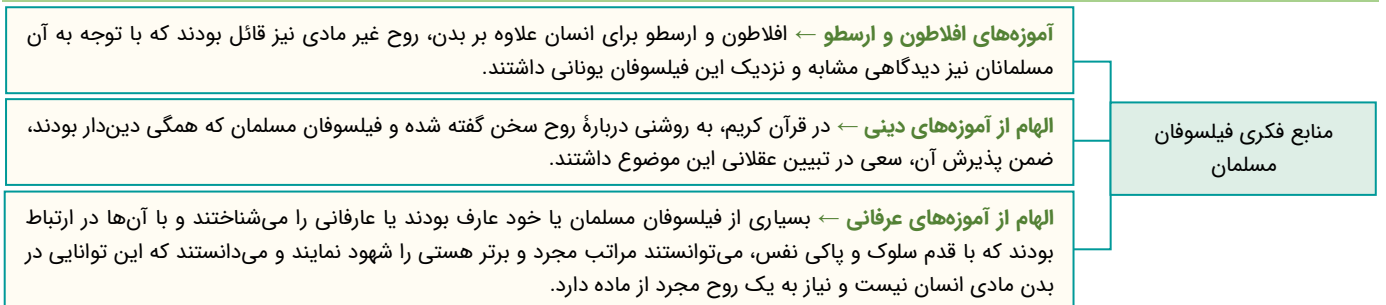 منابع فکری فیلسوفان
مسلمان
آموزه‌های افلاطون و ارسطو ← افلاطون و ارسطو برای انسان علاوه بر بدن، روح غیر مادی نیز قائل بودند که با توجه به آن
مسلمانان نیز دیدگاهی مشابه و نزدیک این فیلسوفان یونانی داشتند.
الهام از آموزه‌های دینی ← در قرآن کریم، به روشنی دربارهٔ روح سخن گفته شده و فیلسوفان مسلمان که همگی دین‌دار بودند،
ضمن پذیرش آن، سعی در تبیین عقلانی این موضوع داشتند.
الهام از آموزه‌های عرفانی ← بسیاری از فیلسوفان مسلمان یا خود عارف بودند یا عارفانی را می‌شناختند و با آن‌ها در ارتباط
بودند که با قدم سلوک و پاکی نفس، می‌توانستند مراتب مجرد و برتر هستی را شهود نمایند و می‌دانستند که این توانایی در
بدن مادی انسان نیست و نیاز به یک روح مجرد از ماده دارد.